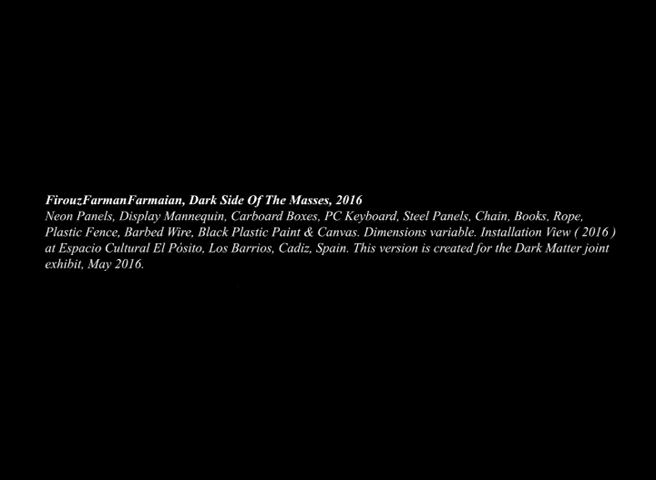 FirouzFarmanFarmaian, Dark Side Of The Masses, 2016
Neon Panels, Display Mannequin, Carboard Boxes, PC Keyboard, Steel Panels, Chain, Books, Rope,
Plastic Fence, Barbed Wire, Black Plastic Paint & Canvas. Dimensions variable. Installation View ( 2016 )
at Espacio Cultural El Pósito, Los Barrios, Cadiz, Spain. This version is created for the Dark Matter joint
exhibit, May 2016.